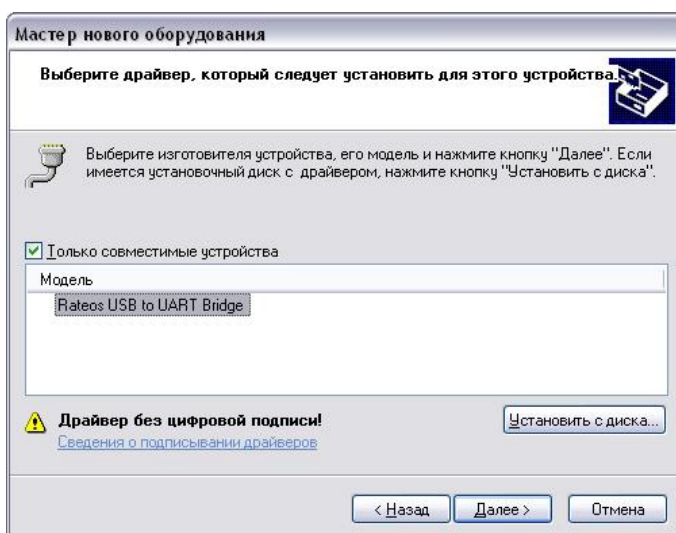 Мастер нового оборудования
Выберите драйвер, который следует установить для этого устройства.
Выберите изготовителя устройства, его модель и нажмите кнопку "Далее". Если
имеется установочный диск с драйвером, нажмите кнопку "Установить с диска".
Только совместимые устройства
Модель
Rateos USB to UART Bridge
Драйвер без цифровой подписи!
Установить с диска...
Сведения о подписывании драйверов
< Назад Далее > Отмена